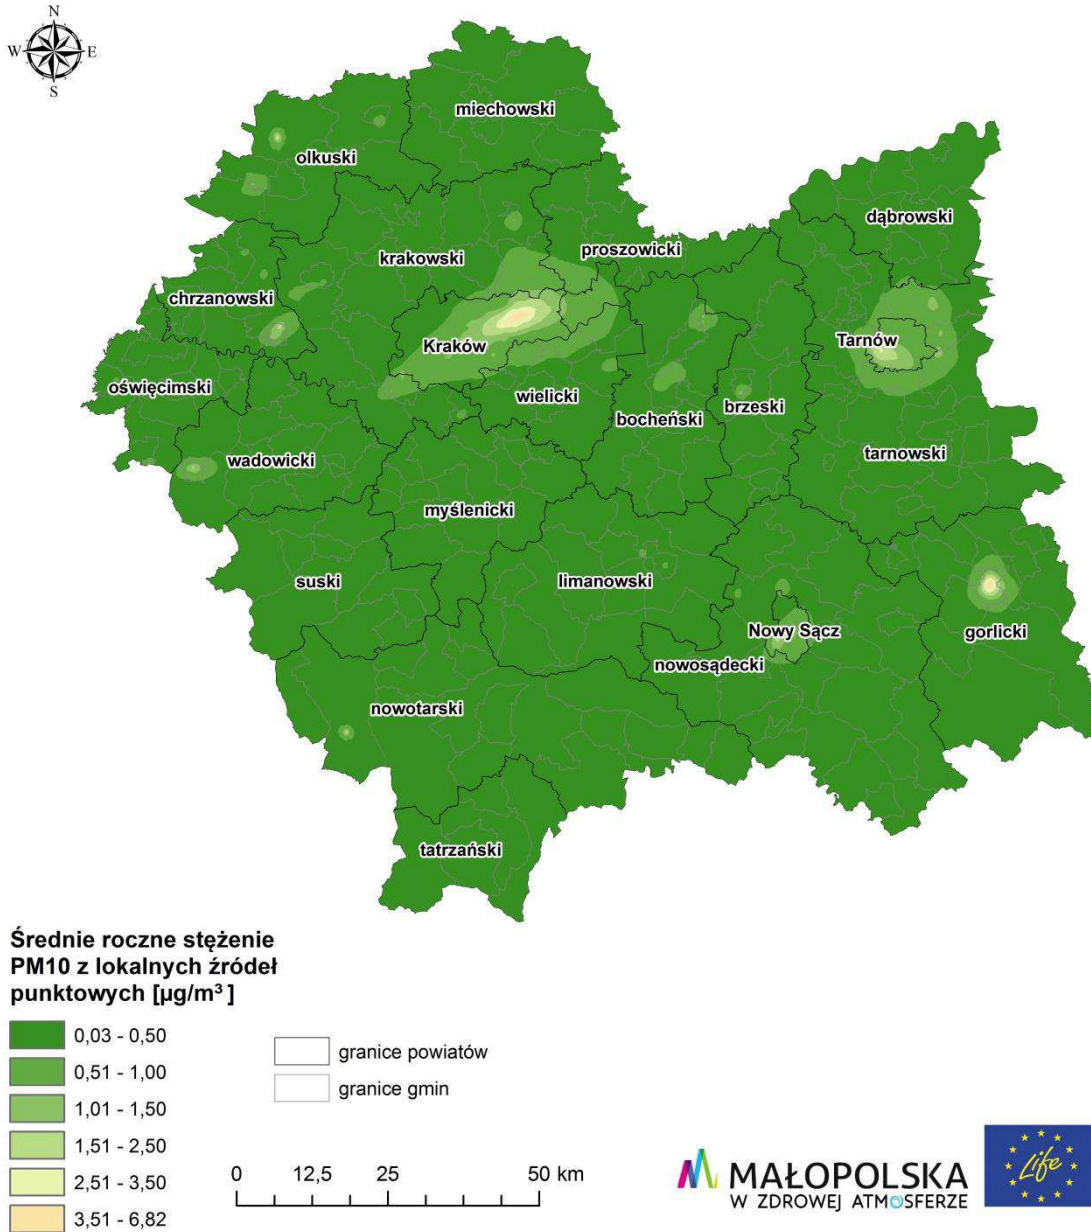 N
W
E
S
miechowski
olkuski
dąbrowski
proszowicki
krakowski
chrzanowski
Kraków
Tarnów
oświęcimski
wielicki
bocheński
brzeski
wadowicki
tarnowski
myślenicki
suski
limanowski
Nowy Sącz
gorlicki
nowosądecki
nowotarski
tatrzański
Średnie roczne stężenie
PM10 z lokalnych źródeł
punktowych [µg/m³ ]
0,03 - 0,50
0,51 - 1,00
1,01 - 1,50
1,51 - 2,50
2,51 - 3,50
3,51 - 6,82
granice powiatów
granice gmin
0 12,5 25 50 km
MAŁOPOLSKA
W ZDROWEJ ATMOSFERZE
Life